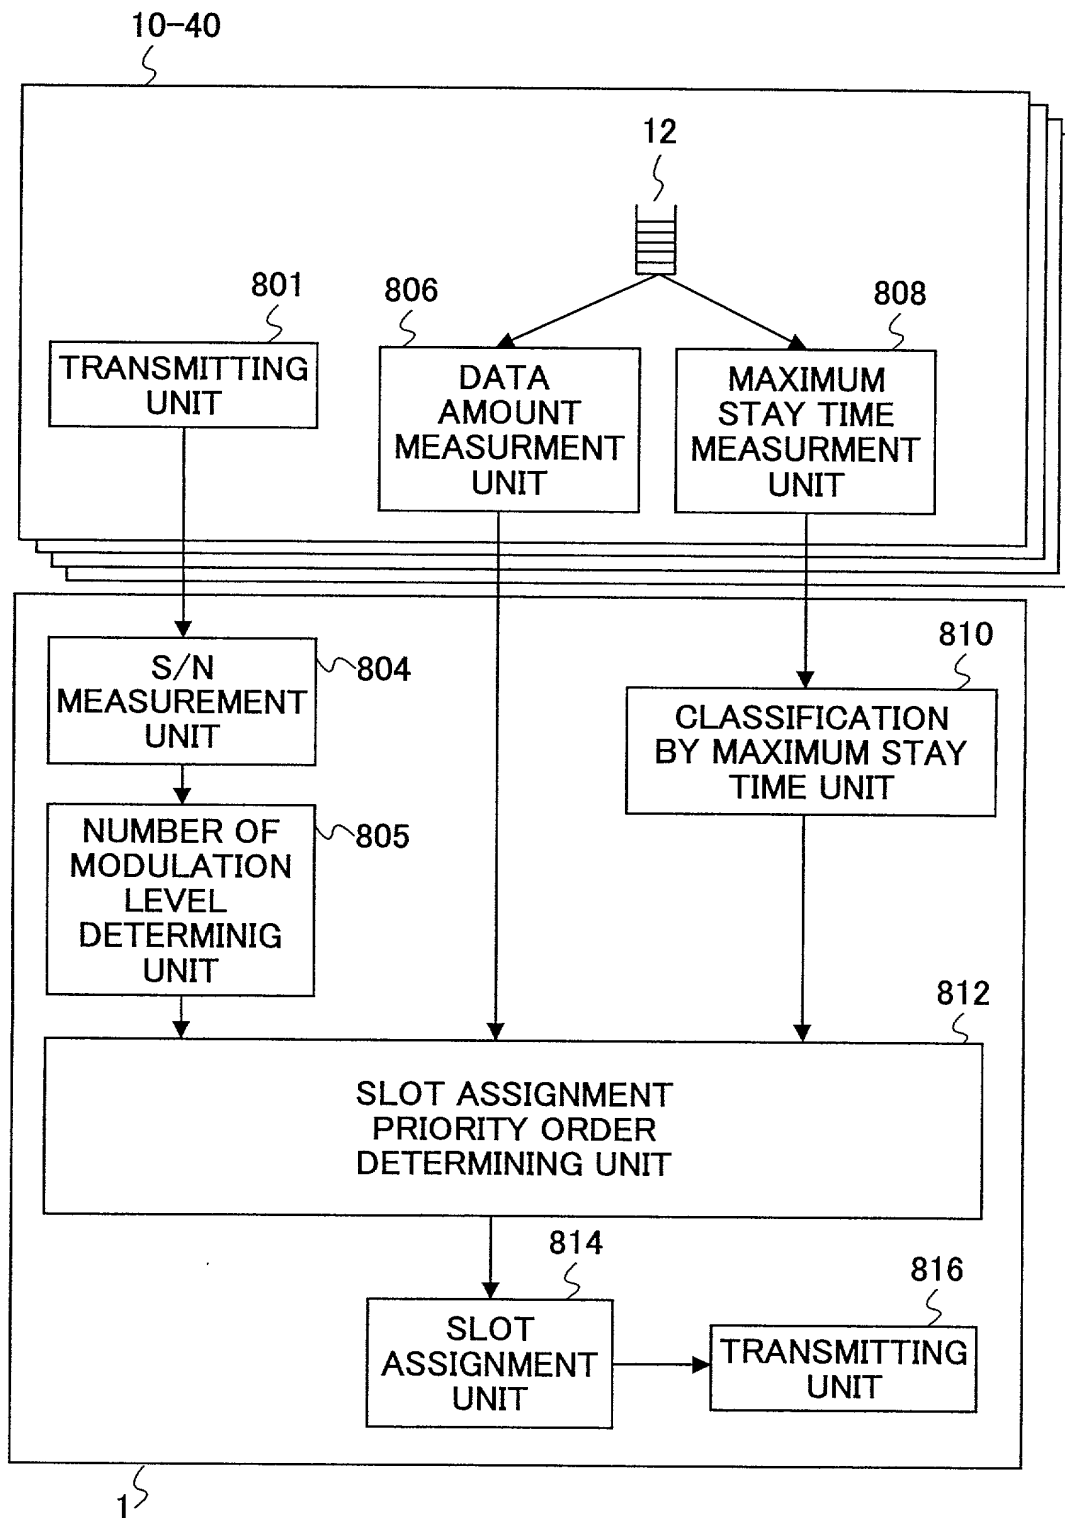 10-40
12
801
806
808
TRANSMITTING
UNIT
DATA
AMOUNT
MEASURMENT
UNIT
MAXIMUM
STAY TIME
MEASURMENT
UNIT
S/N
MEASUREMENT
UNIT
804
810
CLASSIFICATION
BY MAXIMUM STAY
TIME UNIT
NUMBER OF
MODULATION
LEVEL
DETERMINIG
UNIT
805
812
SLOT ASSIGNMENT
PRIORITY ORDER
DETERMINING UNIT
814
816
SLOT
ASSIGNMENT
UNIT
TRANSMITTING
UNIT
1